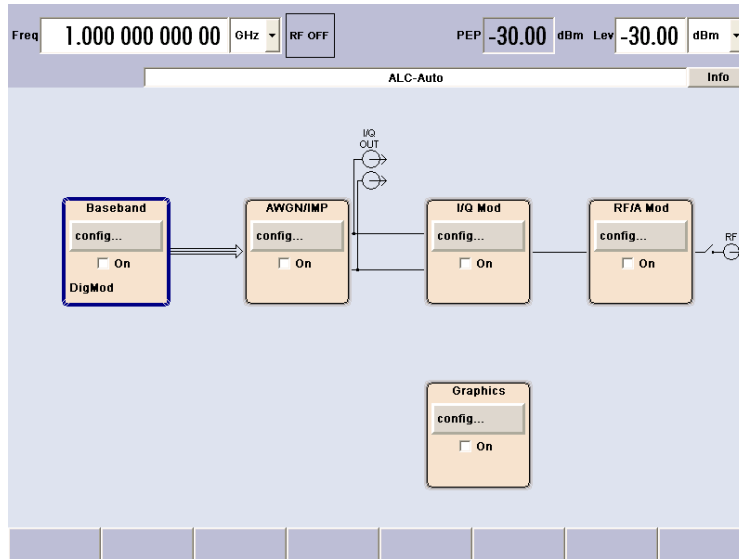 Freq 1.000 000 000 00 GHz RF OFF PEP -30.00 dBm Lev -30.00 dBm
ALC-Auto Info
I/Q
OUT
Baseband AWGN/IMP I/Q Mod RF/A Mod
config... config... config... config... RF
On On On On
DigMod
Graphics
config...
On